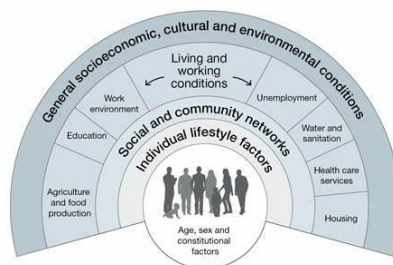 General socioeconomic, cultural and environmental conditions
Living and
working
conditions
Work
environment
Unemployment
Education
Water and
sanitation
Social and community networks
Individual lifestyle factors
Health care
services
Agriculture
and food
production
Housing
Age, sex and
constitutional
factors